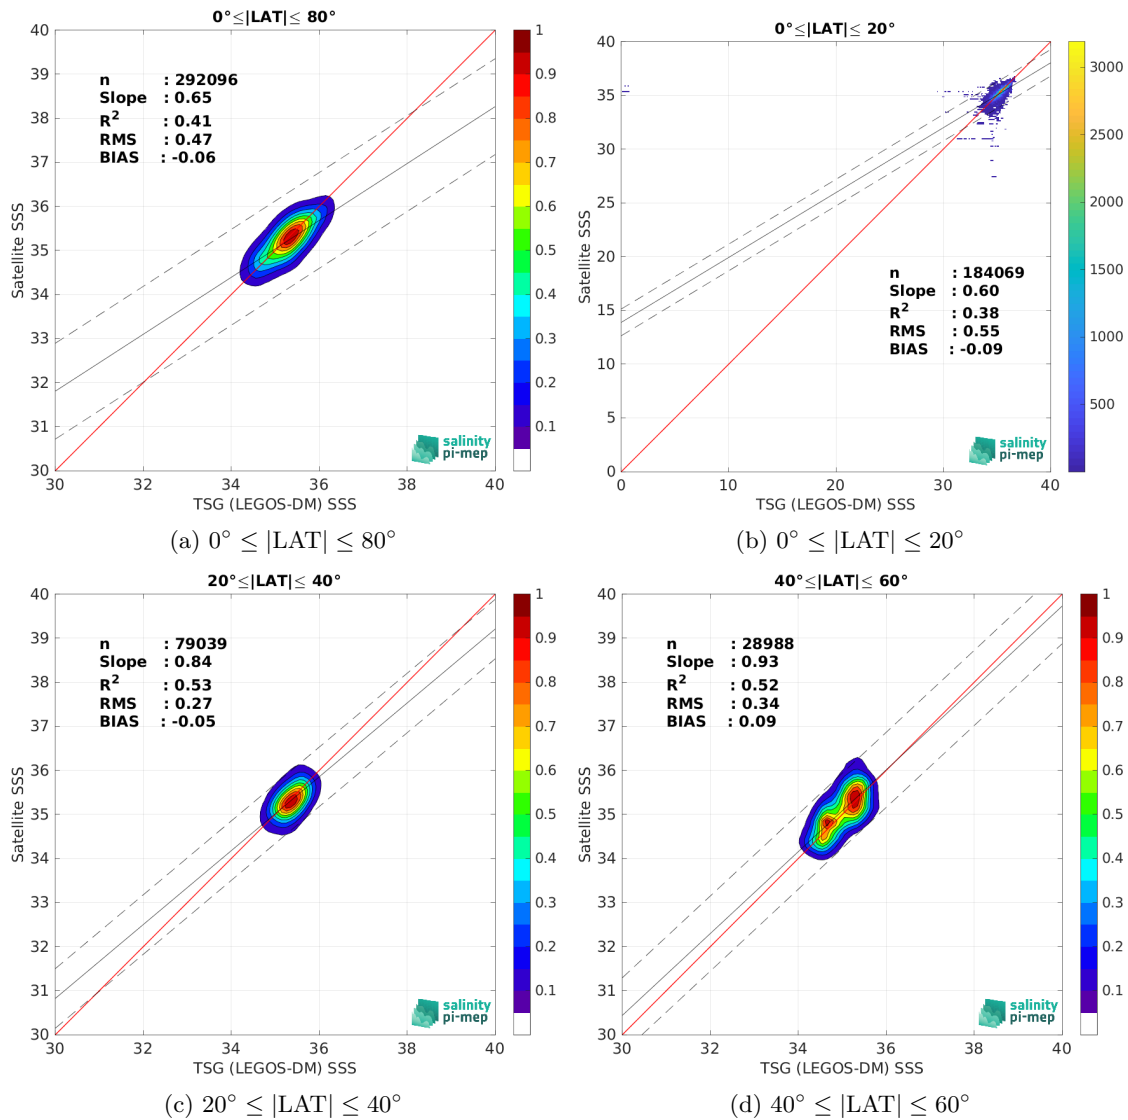 0°≤|LAT|≤ 80°
40
39
38
37
36
35
34
33
32
31
30
Satellite SSS
n : 292096
Slope : 0.65
R² : 0.41
RMS : 0.47
BIAS : -0.06
salinity
pi-mep
30 32 34 36 38 40
TSG (LEGOS-DM) SSS
1
0.9
0.8
0.7
0.6
0.5
0.4
0.3
0.2
0.1
(a) 0° ≤ |LAT| ≤ 80°
0°≤|LAT|≤ 20°
40
35
30
25
20
15
10
5
0
Satellite SSS
n : 184069
Slope : 0.60
R² : 0.38
RMS : 0.55
BIAS : -0.09
salinity
pi-mep
0 10 20 30 40
TSG (LEGOS-DM) SSS
3000
2500
2000
1500
1000
500
(b) 0° ≤ |LAT| ≤ 20°
20°≤|LAT|≤ 40°
40
39
38
37
36
35
34
33
32
31
30
Satellite SSS
n : 79039
Slope : 0.84
R² : 0.53
RMS : 0.27
BIAS : -0.05
salinity
pi-mep
30 32 34 36 38 40
TSG (LEGOS-DM) SSS
1
0.9
0.8
0.7
0.6
0.5
0.4
0.3
0.2
0.1
(c) 20° ≤ |LAT| ≤ 40°
40°≤|LAT|≤ 60°
40
39
38
37
36
35
34
33
32
31
30
Satellite SSS
n : 28988
Slope : 0.93
R² : 0.52
RMS : 0.34
BIAS : 0.09
salinity
pi-mep
30 32 34 36 38 40
TSG (LEGOS-DM) SSS
1
0.9
0.8
0.7
0.6
0.5
0.4
0.3
0.2
0.1
(d) 40° ≤ |LAT| ≤ 60°